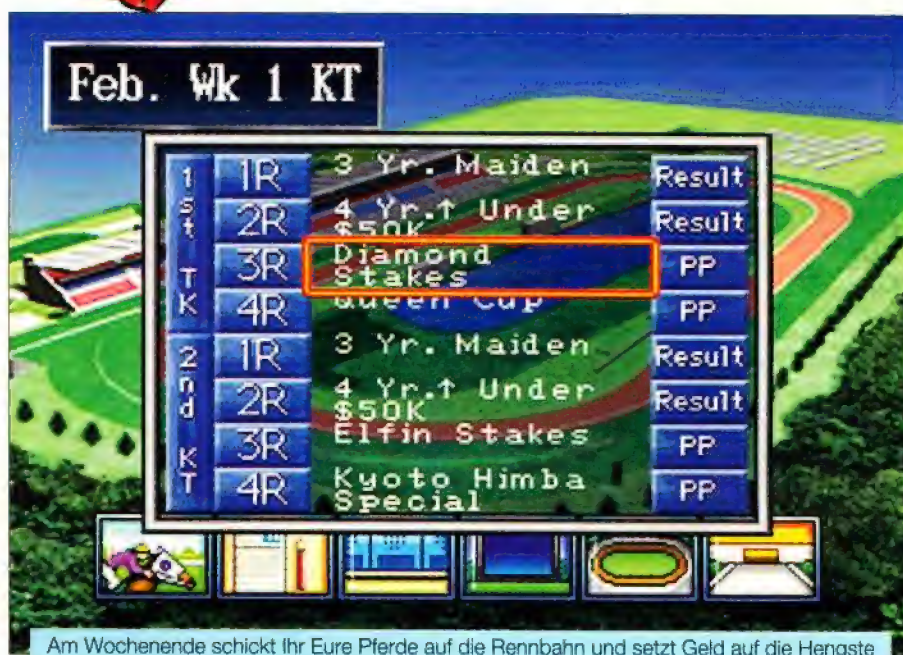 Feb. Wk 1 KT
1st TK
1R 3 Yr. Maiden Result
2R 4 Yr.↑ Under $50K Result
3R Diamond Stakes PP
4R Queen Cup PP
2nd KT
1R 3 Yr. Maiden Result
2R 4 Yr.↑ Under $50K Result
3R Elfin Stakes PP
4R Kyoto Himba Special PP
Am Wochenende schickt Ihr Eure Pferde auf die Rennbahn und setzt Geld auf die Hengste